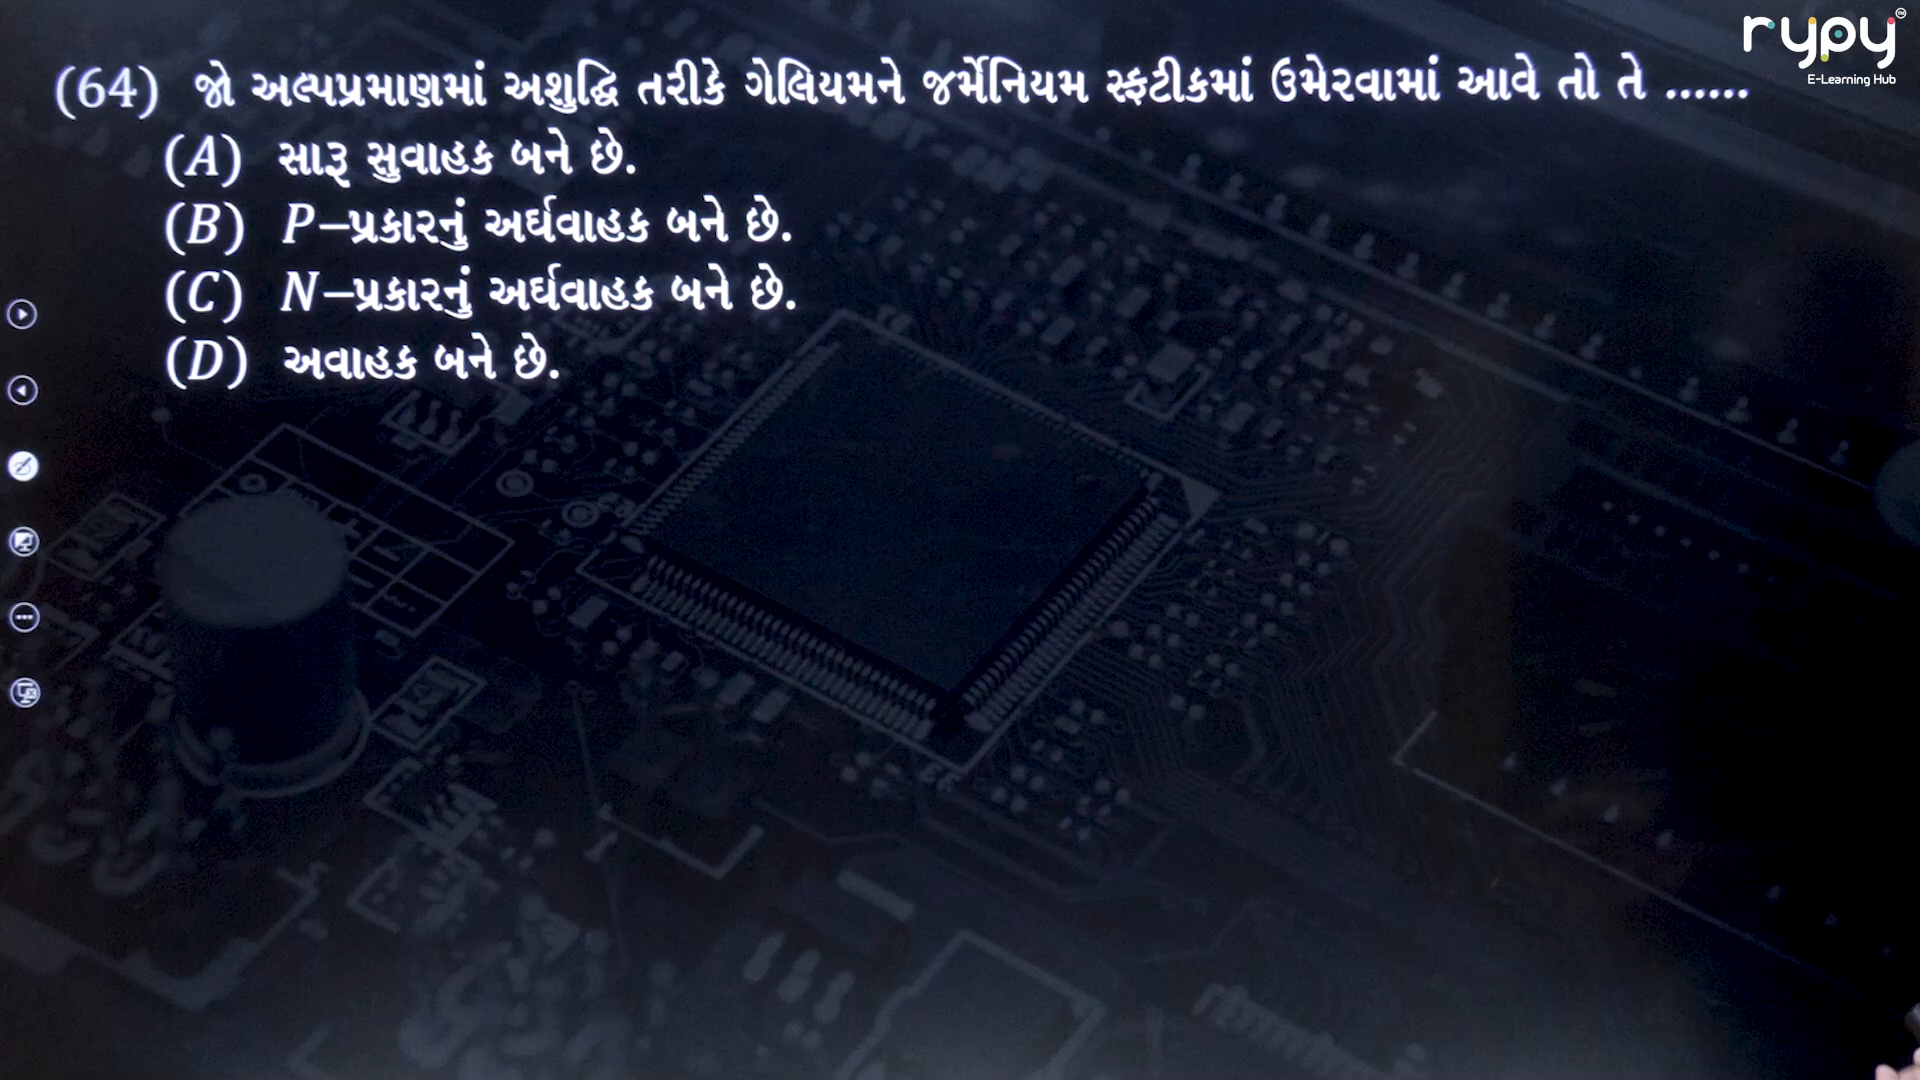 rypy™
E-Learning Hub
(64) જો અલ્પપ્રમાણમાં અશુદ્ધિ તરીકે ગેલિયમને જર્મેનિયમ સ્ફટીકમાં ઉમેરવામાં આવે તો તે ......
(A) સારૂ સુવાહક બને છે.
(B) P–પ્રકારનું અર્ધવાહક બને છે.
(C) N–પ્રકારનું અર્ધવાહક બને છે.
(D) અવાહક બને છે.